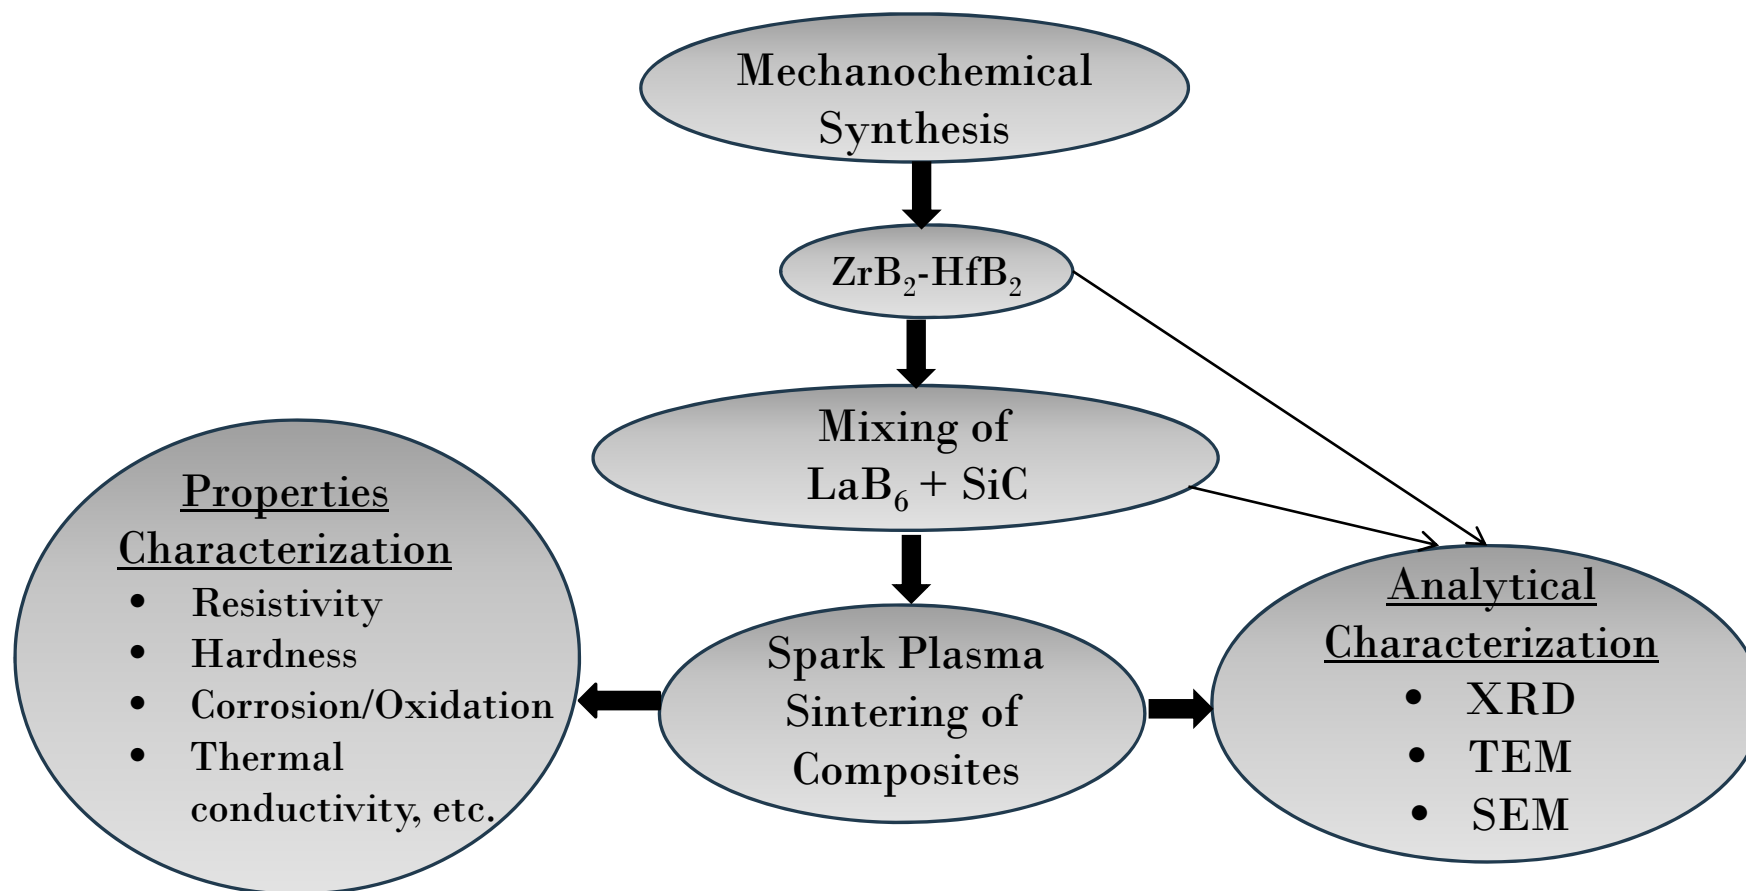 Mechanochemical
Synthesis
ZrB₂-HfB₂
Mixing of
LaB₆ + SiC
Properties
Characterization
• Resistivity
• Hardness
• Corrosion/Oxidation
• Thermal
conductivity, etc.
Spark Plasma
Sintering of
Composites
Analytical
Characterization
• XRD
• TEM
• SEM